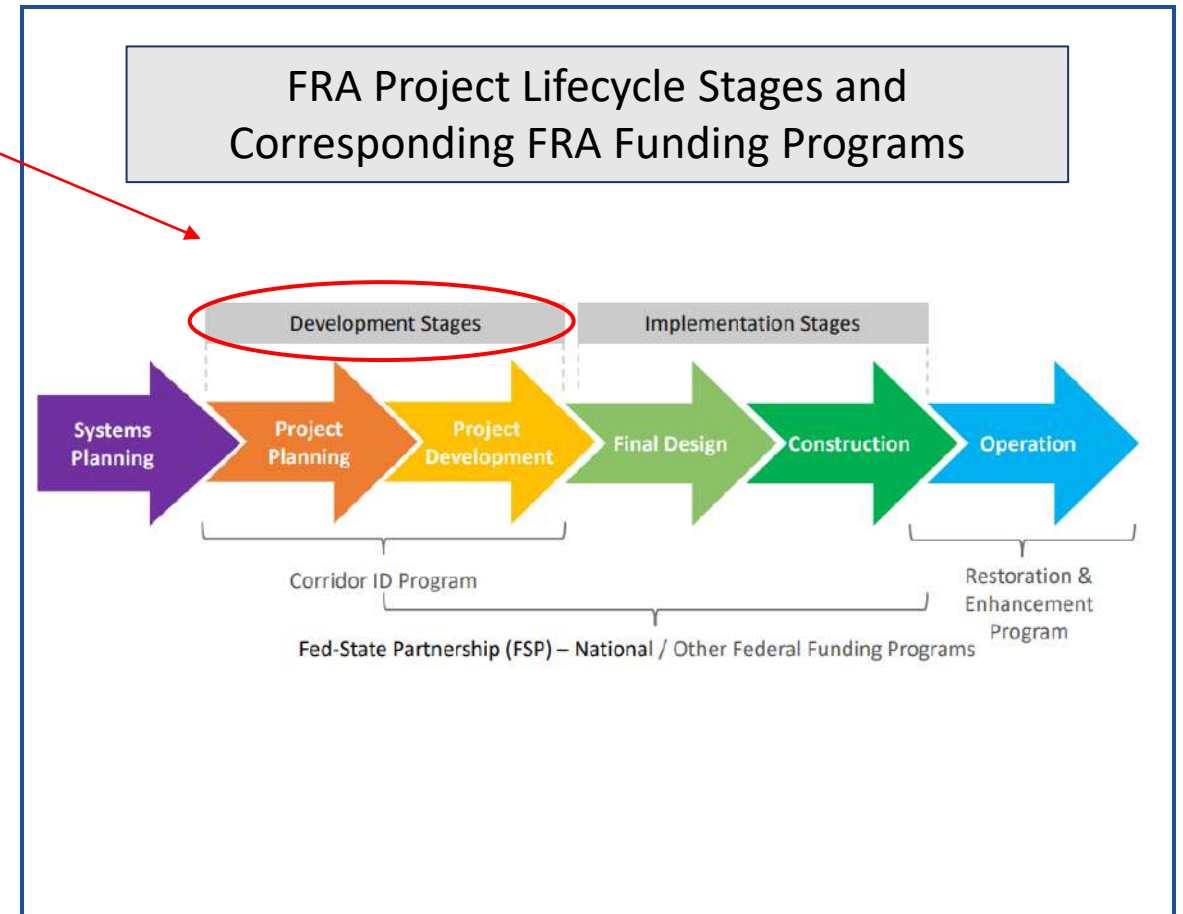 FRA Project Lifecycle Stages and
Corresponding FRA Funding Programs
Development Stages
Implementation Stages
Systems
Planning
Project
Planning
Project
Development
Final Design
Construction
Operation
Corridor ID Program
Restoration &
Enhancement
Program
Fed-State Partnership (FSP) – National / Other Federal Funding Programs